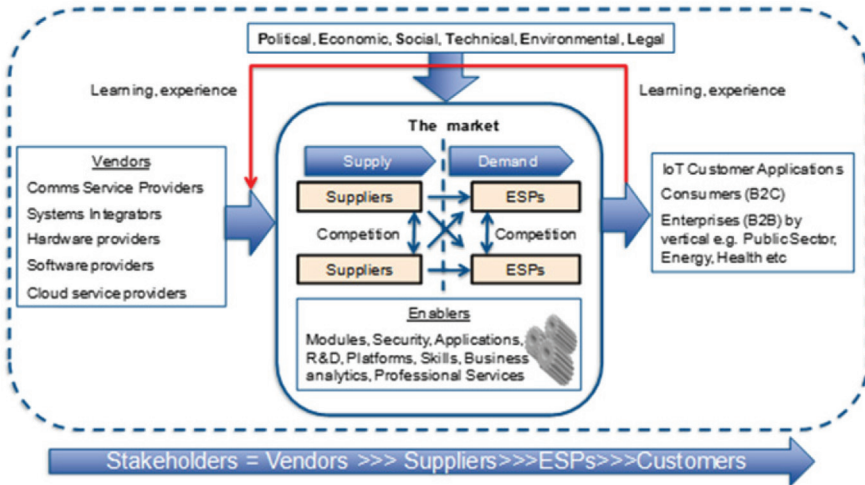 Political, Economic, Social, Technical, Environmental, Legal
Learning, experience
Learning, experience
The market
Vendors
Comms Service Providers
Systems Integrators
Hardware providers
Software providers
Cloud service providers
Supply
Demand
Suppliers
ESPs
Competition
Competition
Suppliers
ESPs
Enablers
Modules, Security, Applications,
R&D, Platforms, Skills, Business
analytics, Professional Services
IoT Customer Applications
Consumers (B2C)
Enterprises (B2B) by
vertical e.g. Public Sector,
Energy, Health etc
Stakeholders = Vendors >>> Suppliers>>>ESPs>>>Customers